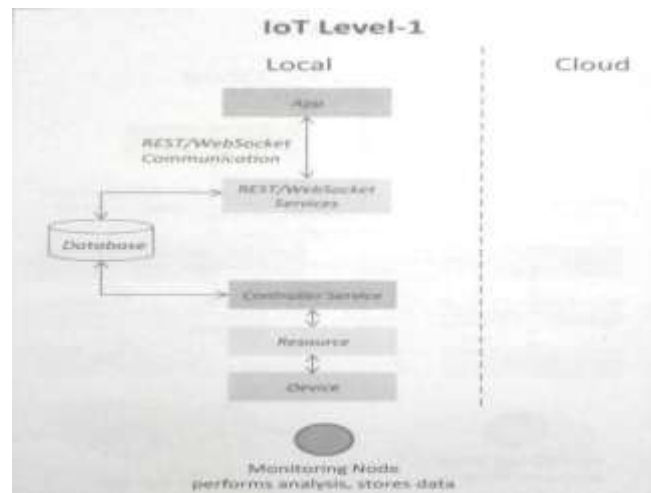 IoT Level-1
Local
Cloud
App
REST/WebSocket
Communication
REST/WebSocket
Services
Database
Controller Service
Resource
Device
Monitoring Node
performs analysis, stores data